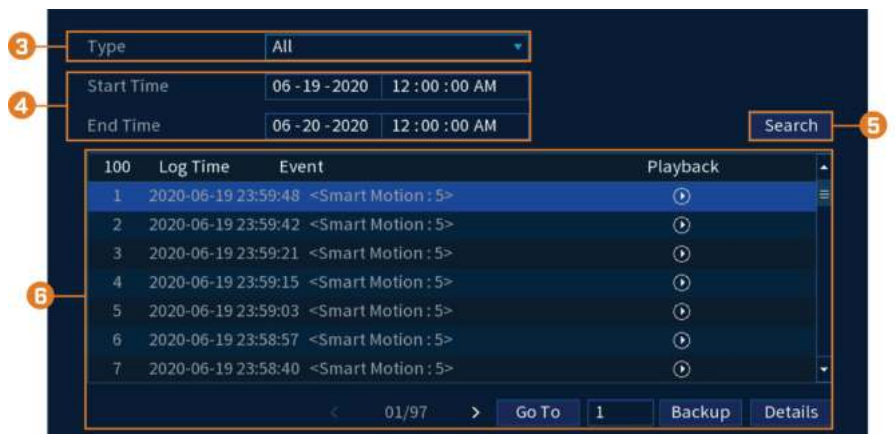 3 Type All
4 Start Time 06 - 19 - 2020 12 : 00 : 00 AM
End Time 06 - 20 - 2020 12 : 00 : 00 AM
Search 5
100 Log Time Event Playback
1 2020-06-19 23:59:48 <Smart Motion : 5>
2 2020-06-19 23:59:42 <Smart Motion : 5>
3 2020-06-19 23:59:21 <Smart Motion : 5>
4 2020-06-19 23:59:15 <Smart Motion : 5>
6
5 2020-06-19 23:59:03 <Smart Motion : 5>
6 2020-06-19 23:58:57 <Smart Motion : 5>
7 2020-06-19 23:58:40 <Smart Motion : 5>
< 01/97 > Go To 1 Backup Details